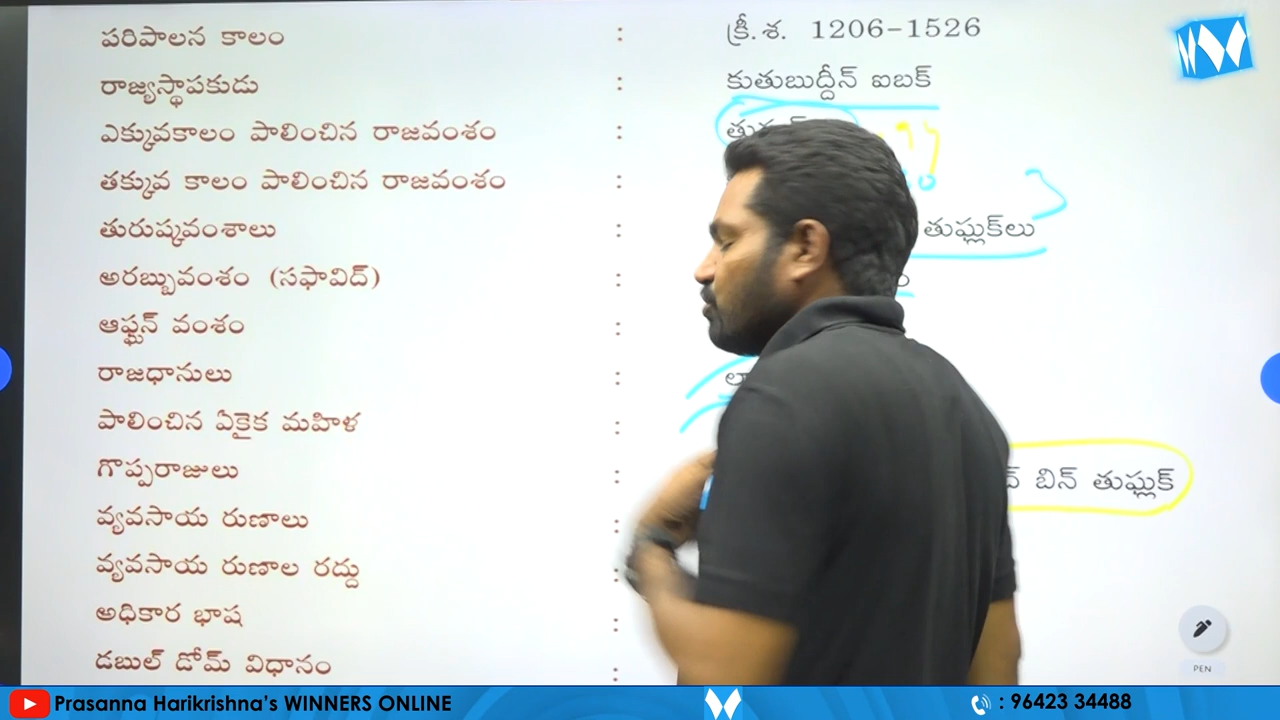 పరిపాలన కాలం : క్రీ.శ. 1206-1526
రాజ్యస్థాపకుడు : కుతుబుద్దీన్ ఐబక్
ఎక్కువకాలం పాలించిన రాజవంశం :
తక్కువ కాలం పాలించిన రాజవంశం :
తురుష్కవంశాలు : తుఘ్లక్‌లు
అరబ్బువంశం (సఫావిద్) :
ఆఫ్ఘన్ వంశం :
రాజధానులు :
పాలించిన ఏకైక మహిళ :
గొప్పరాజులు : బిన్ తుఘ్లక్
వ్యవసాయ రుణాలు :
వ్యవసాయ రుణాల రద్దు :
అధికార భాష :
డబుల్ డోమ్ విధానం :
PEN
Prasanna Harikrishna's WINNERS ONLINE : 96423 34488